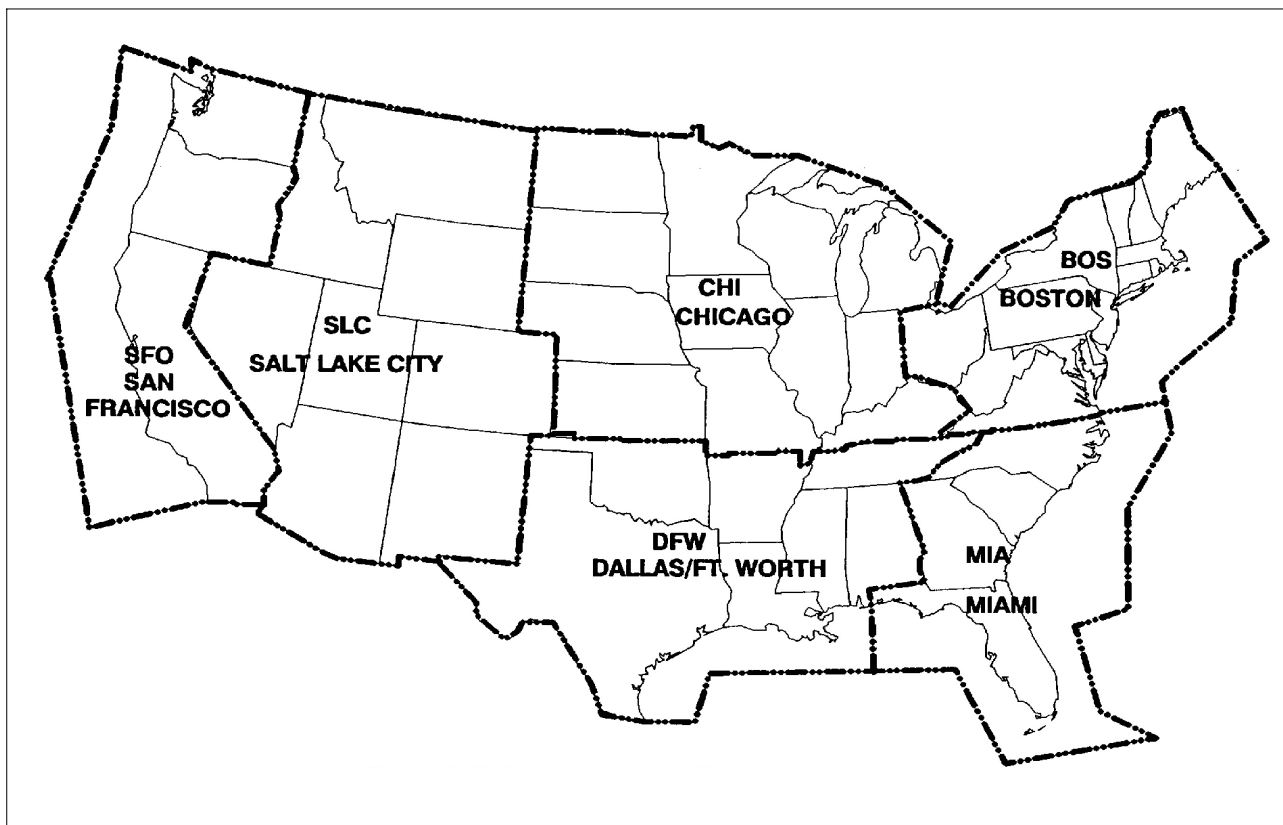 BOS
BOSTON
CHI
CHICAGO
SLC
SALT LAKE CITY
SFO
SAN
FRANCISCO
DFW
DALLAS/FT. WORTH
MIA
MIAMI